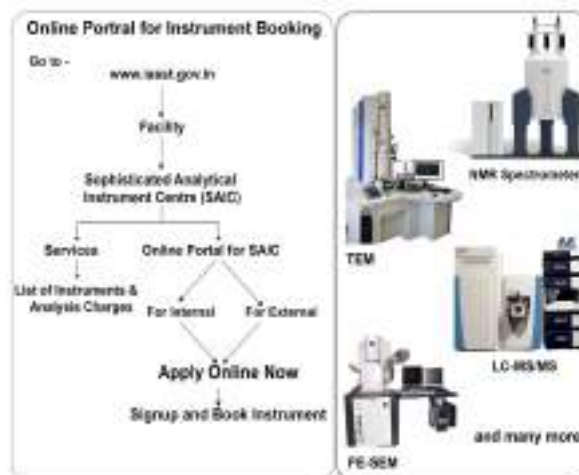 Online Portral for Instrument Booking
Go to -
www.iasst.gov.in
Facility
Sophisticated Analytical
Instrument Centre (SAIC)
Services
Online Portal for SAIC
List of Instruments &
Analysis Charges
For Internal
For External
Apply Online Now
Signup and Book Instrument
NMR Spectrometer
TEM
LC-MS/MS
FE-SEM
and many more